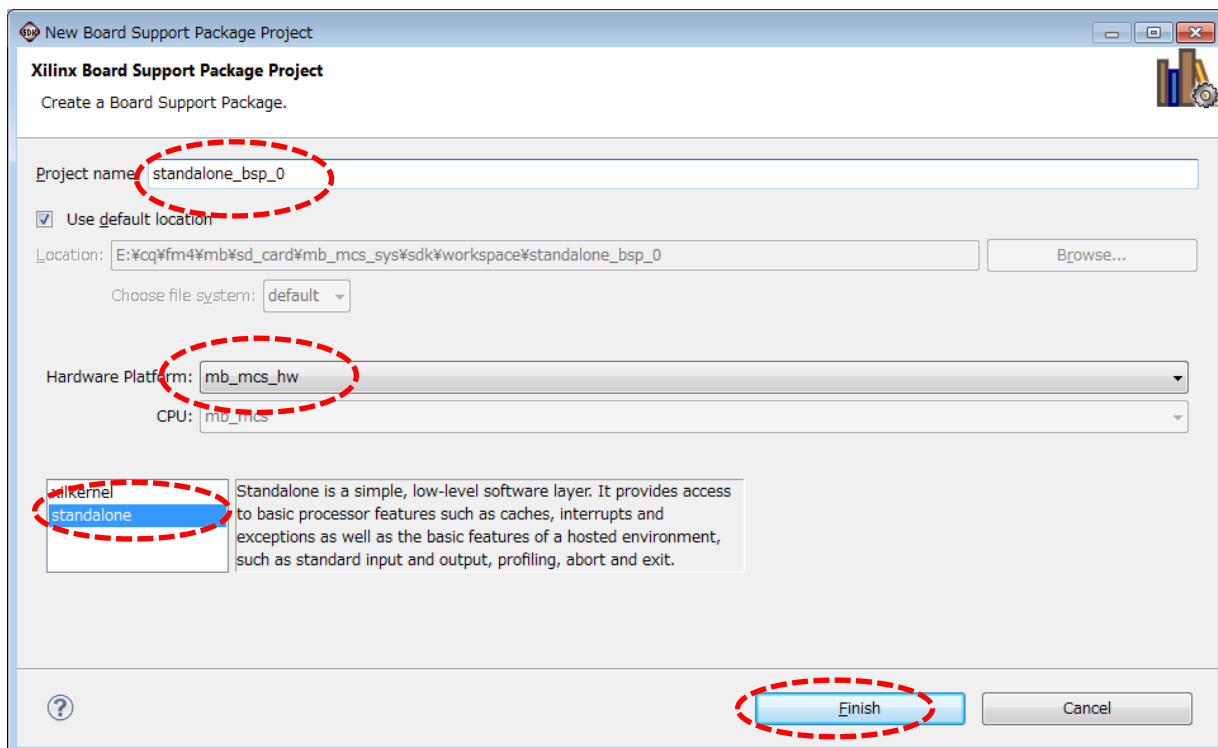 SDK New Board Support Package Project
Xilinx Board Support Package Project
Create a Board Support Package.
Project name: standalone_bsp_0
Use default location
Location: E:¥cq¥fm4¥mb¥sd_card¥mb_mcs_sys¥sdk¥workspace¥standalone_bsp_0 Browse...
Choose file system: default
Hardware Platform: mb_mcs_hw
CPU: mb_mcs
xilkernel
standalone
Standalone is a simple, low-level software layer. It provides access
to basic processor features such as caches, interrupts and
exceptions as well as the basic features of a hosted environment,
such as standard input and output, profiling, abort and exit.
? Finish Cancel